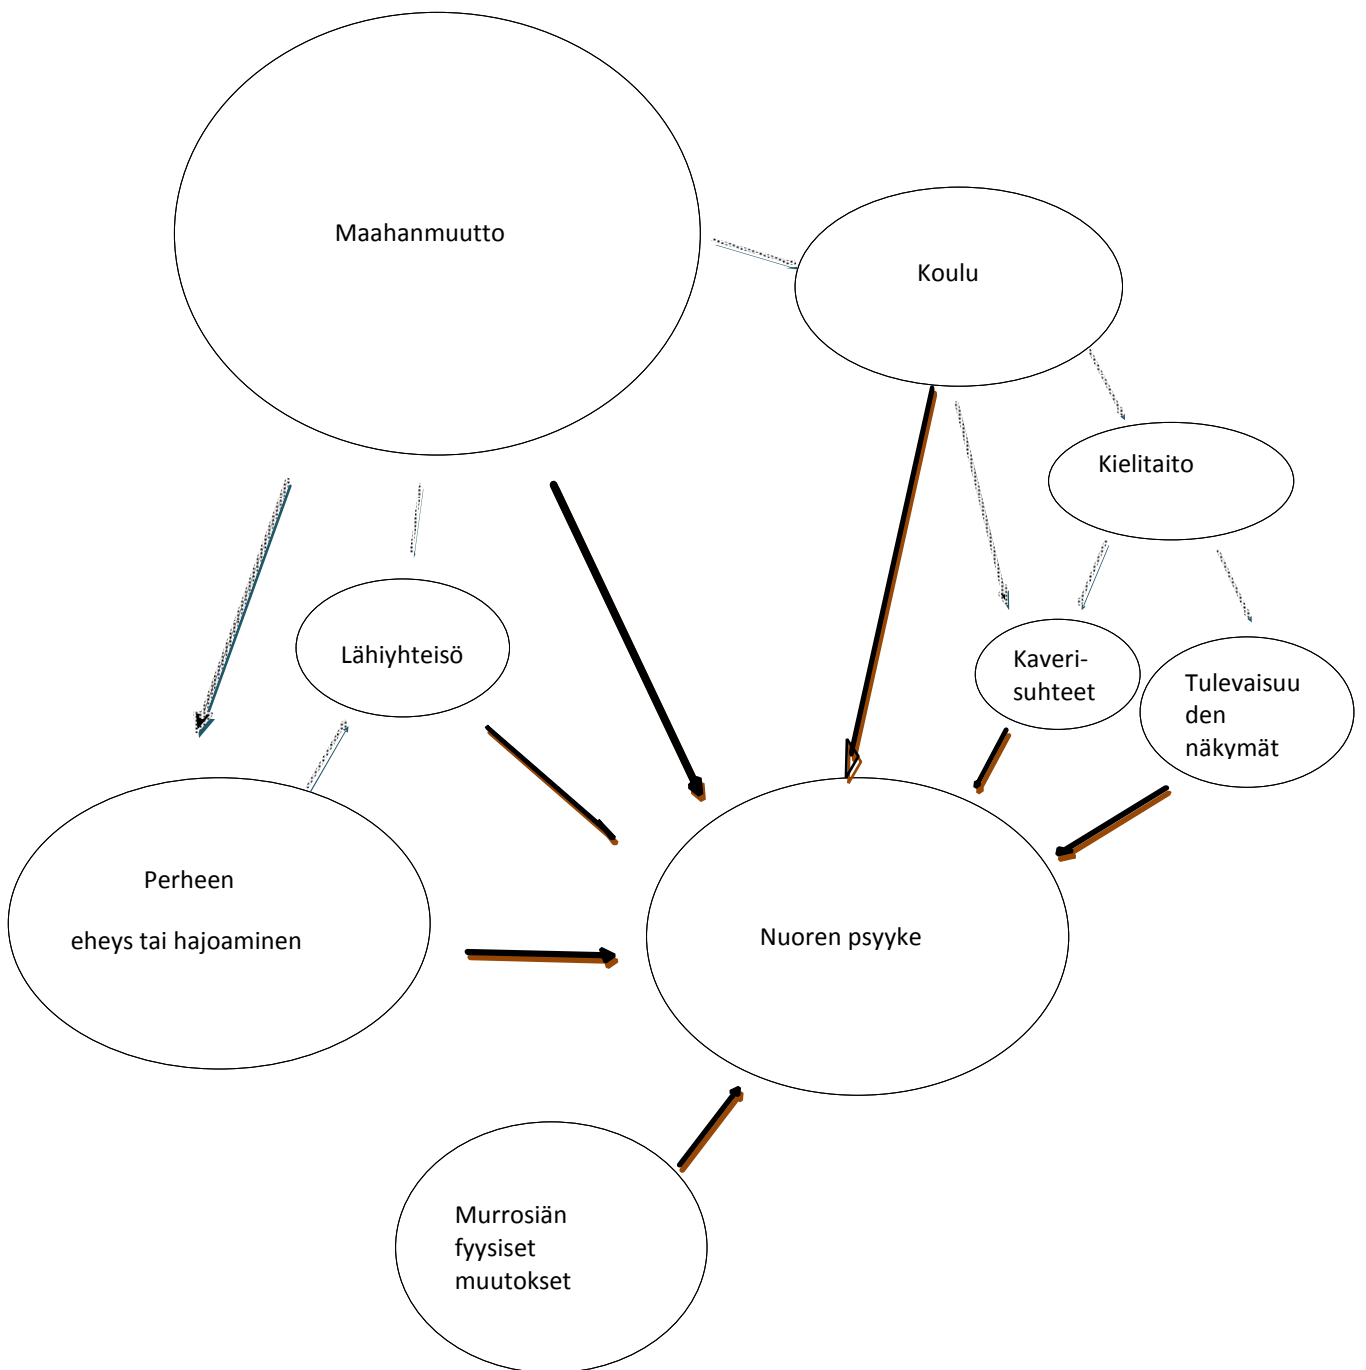 Maahanmuutto
Koulu
Kielitaito
Lähiyhteisö
Kaveri-
suhteet
Tulevaisuu
den
näkymät
Perheen
eheys tai hajoaminen
Nuoren psyyke
Murrosiän
fyysiset
muutokset